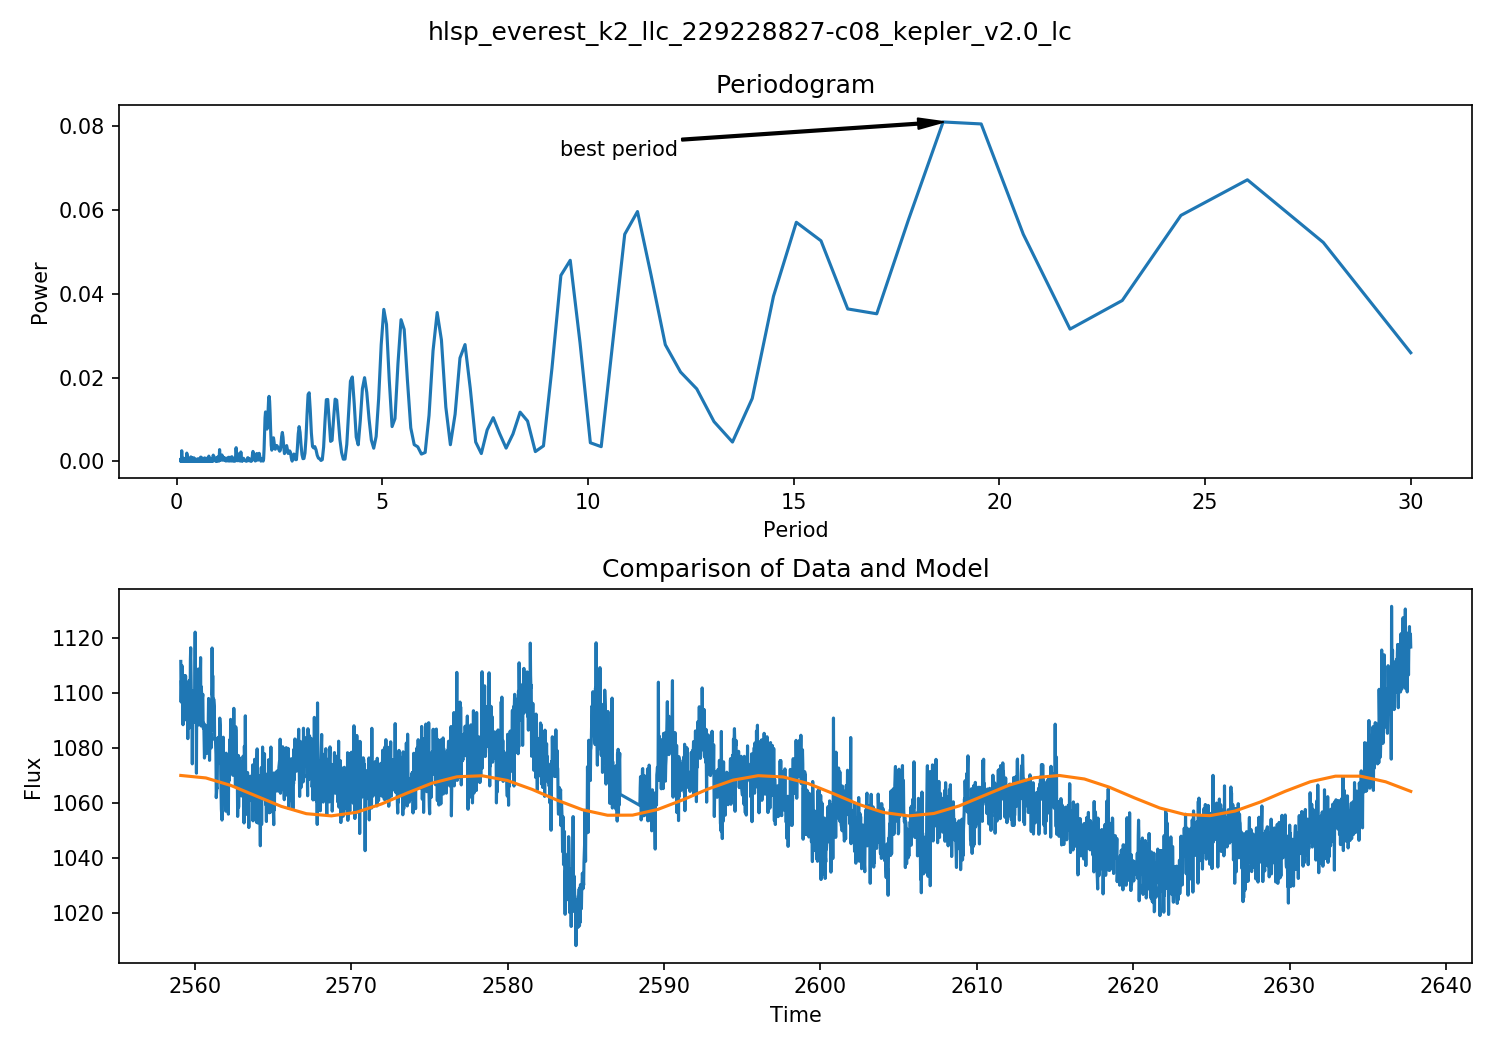 hlsp_everest_k2_llc_229228827-c08_kepler_v2.0_lc
Periodogram
0.08
0.06
0.04
0.02
0.00
Power
best period
0 5 10 15 20 25 30
Period
Comparison of Data and Model
1120
1100
1080
1060
1040
1020
Flux
2560 2570 2580 2590 2600 2610 2620 2630 2640
Time